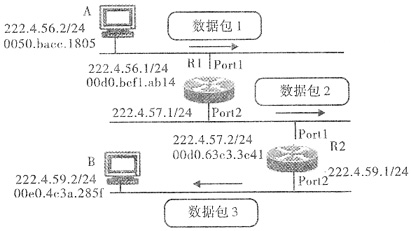 A
222.4.56.2/24
0050.bacc.1805
数据包 1
R1
Port1
222.4.56.1/24
00d0.bcf1.ab14
数据包 2
222.4.57.1/24
Port2
222.4.57.2/24
Port1
00d0.63c3.3c41
R2
B
Port2
222.4.59.1/24
222.4.59.2/24
00e0.4c3a.285f
数据包 3